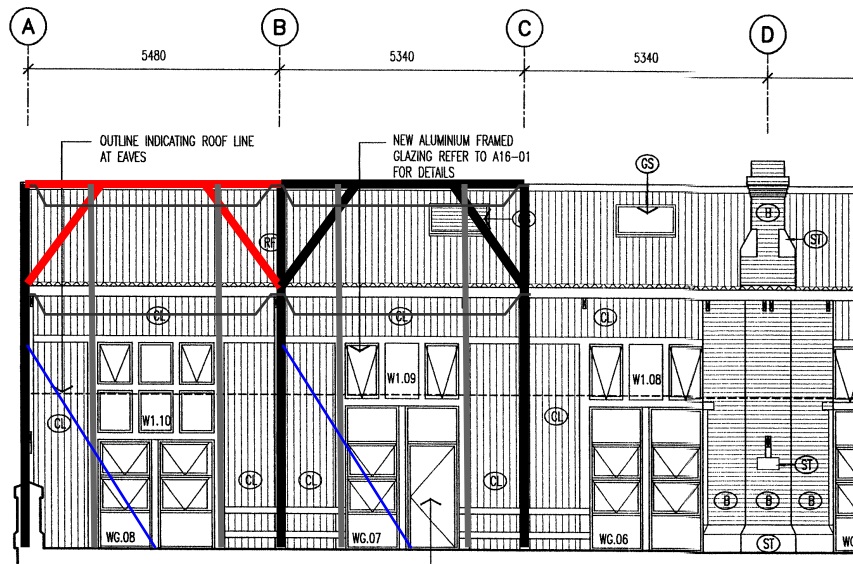 A
B
C
D
5480
5340
5340
OUTLINE INDICATING ROOF LINE
AT EAVES
NEW ALUMINIUM FRAMED
GLAZING REFER TO A16-01
FOR DETAILS
GS
B
ST
RF
CL
CL
CL
W1.10
W1.09
W1.08
CL
CL
CL
CL
CL
ST
B
B
B
WG.08
WG.07
WG.06
ST